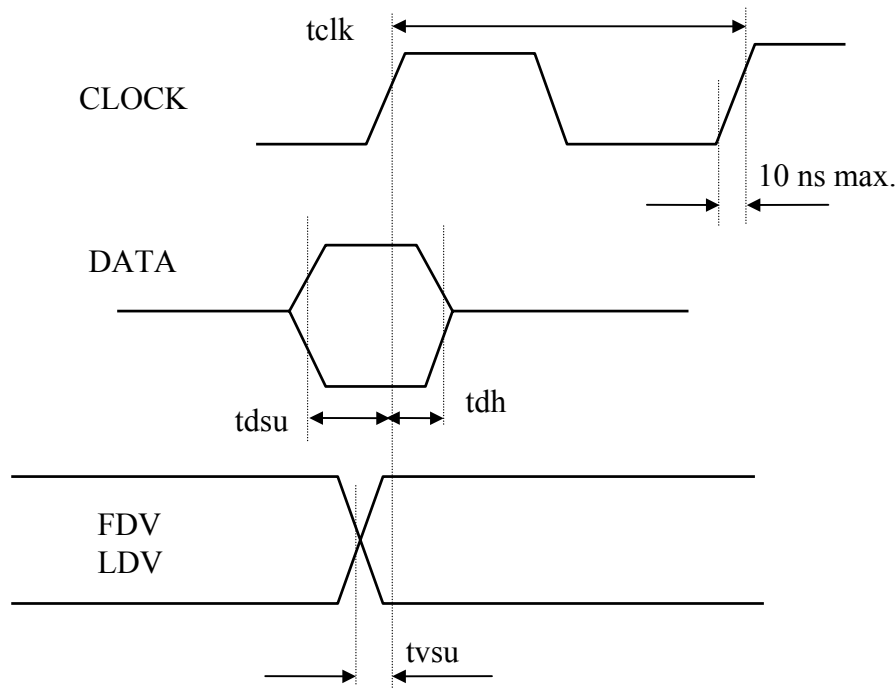 tclk
CLOCK
10 ns max.
DATA
tdsu
tdh
FDV
LDV
tvsu